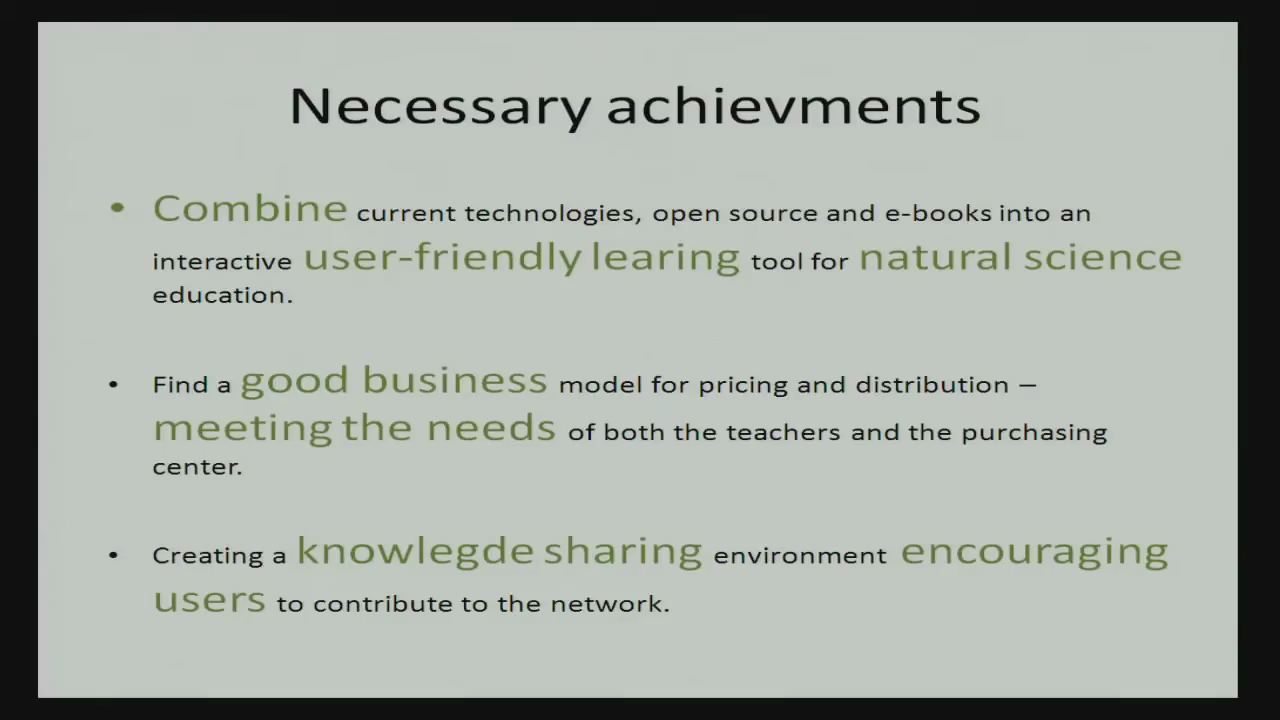 Necessary achievments
• Combine current technologies, open source and e-books into an
interactive user-friendly learing tool for natural science
education.
• Find a good business model for pricing and distribution –
meeting the needs of both the teachers and the purchasing
center.
• Creating a knowlegde sharing environment encouraging
users to contribute to the network.